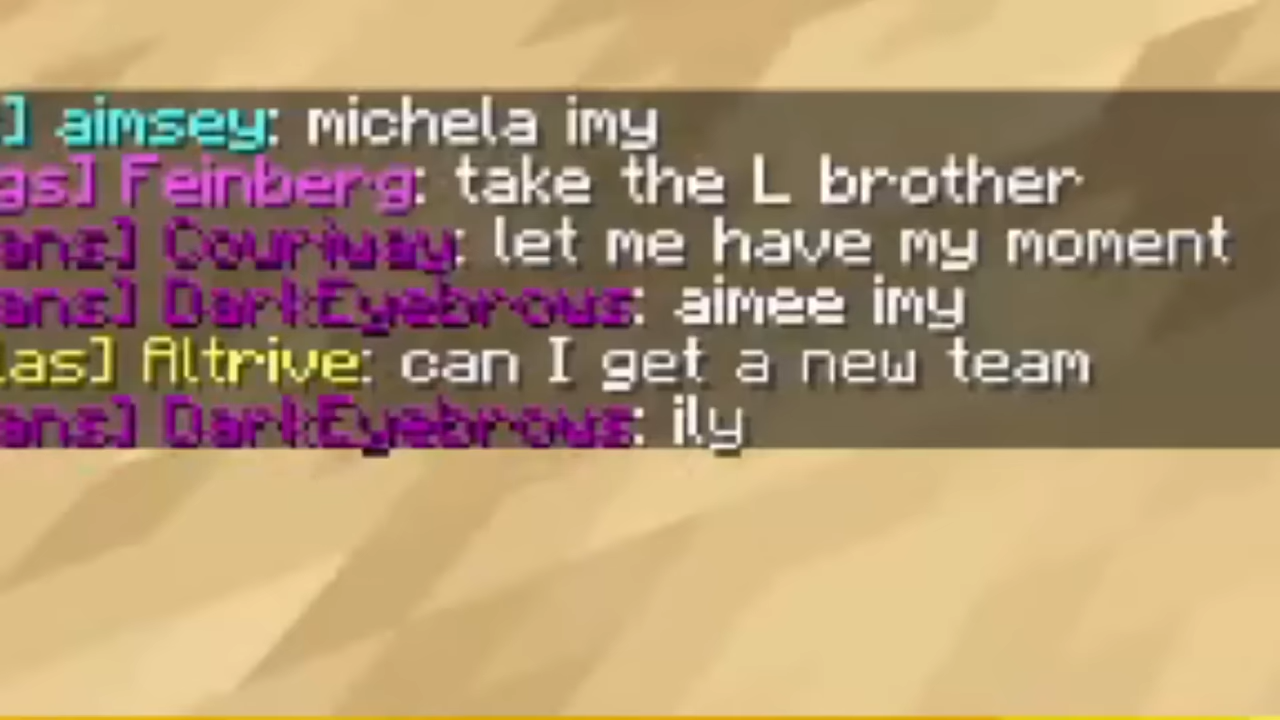 ] aimsey: michela imy
gs] Feinberg: take the L brother
ans] Couriway: let me have my moment
ans] DarkEyebrows: aimee imy
las] Altrive: can I get a new team
ans] DarkEyebrows: ily